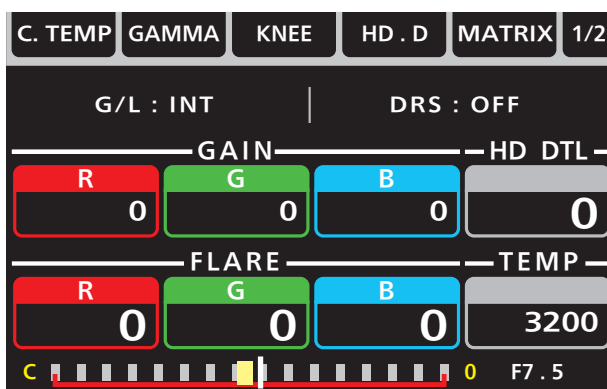 C. TEMP GAMMA KNEE HD . D MATRIX 1/2
G/L : INT DRS : OFF
GAIN HD DTL
R G B
0 0 0 0
FLARE TEMP
R G B
0 0 0 3200
C 0 F7 . 5